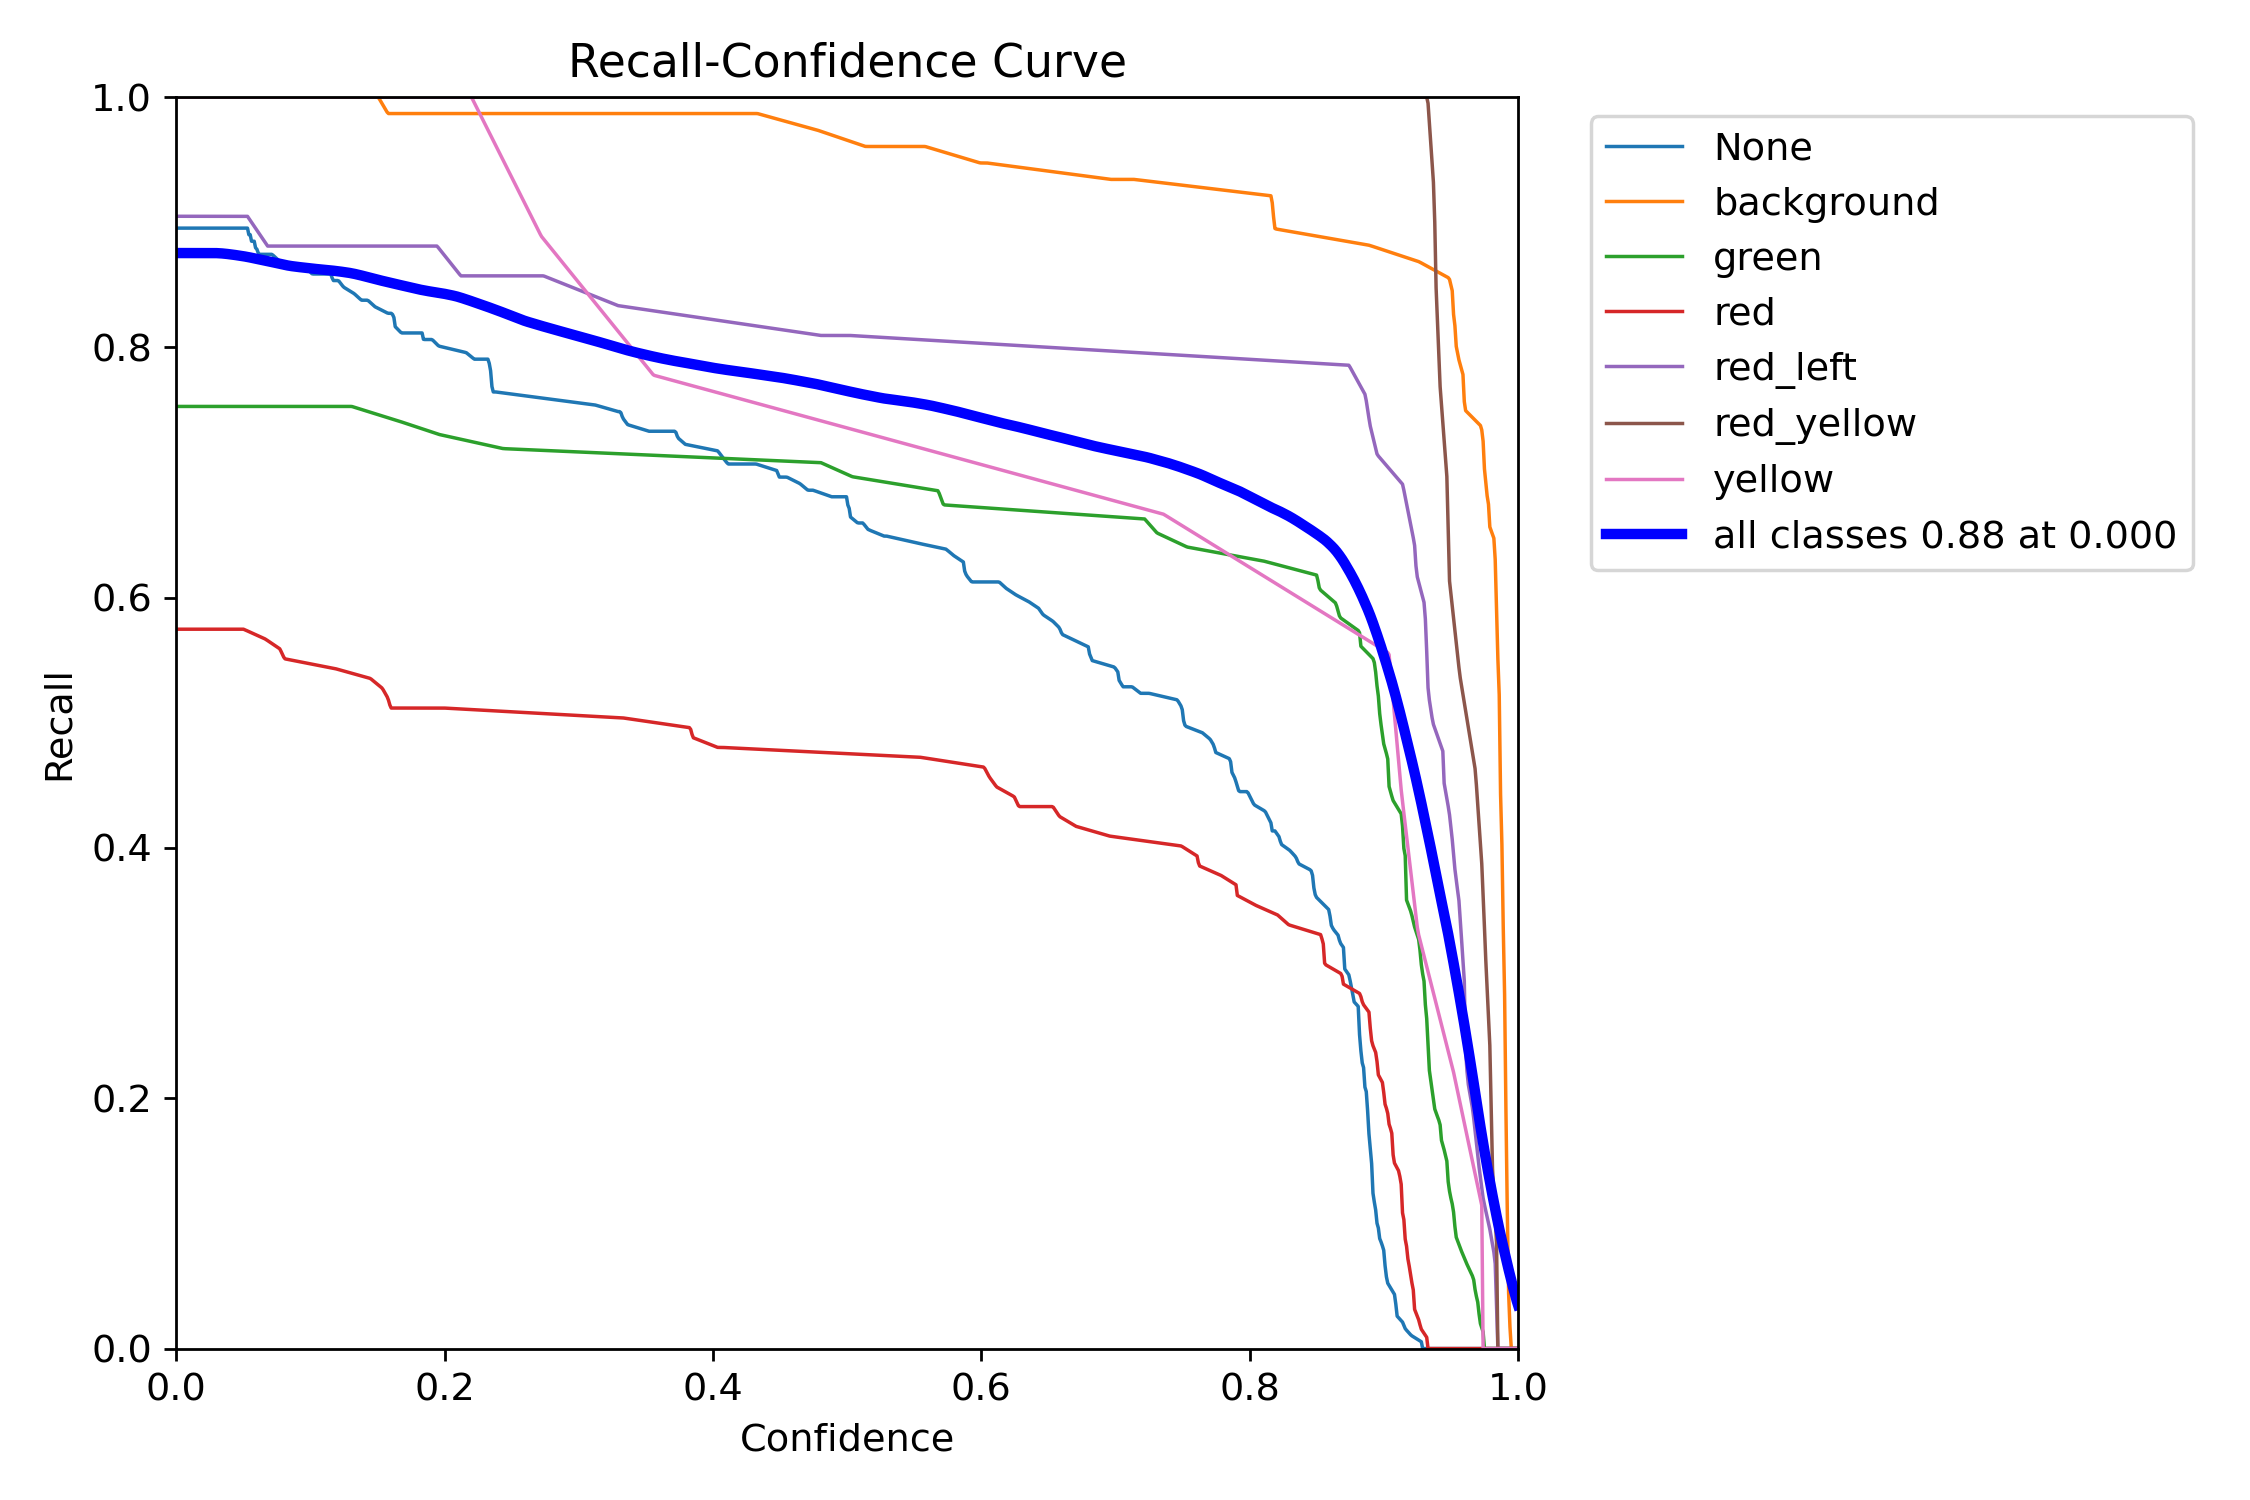 Recall-Confidence Curve
1.0
0.8
0.6
0.4
0.2
0.0
Recall
0.0 0.2 0.4 0.6 0.8 1.0
Confidence
None
background
green
red
red_left
red_yellow
yellow
all classes 0.88 at 0.000